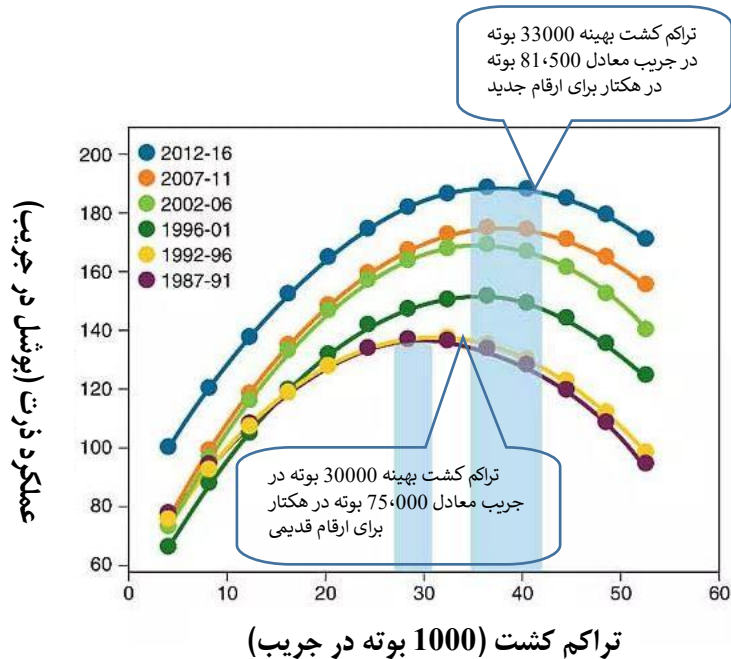 تراکم کشت بهینه 33000 بوته
در جریب معادل 81،500 بوته
در هکتار برای ارقام جدید
عملکرد ذرت (بوشل در جریب)
200
180
160
140
120
100
80
60
2012-16
2007-11
2002-06
1996-01
1992-96
1987-91
تراکم کشت بهینه 30000 بوته در
جریب معادل 75،000 بوته در هکتار
برای ارقام قدیمی
0 10 20 30 40 50 60
تراکم کشت (1000 بوته در جریب)